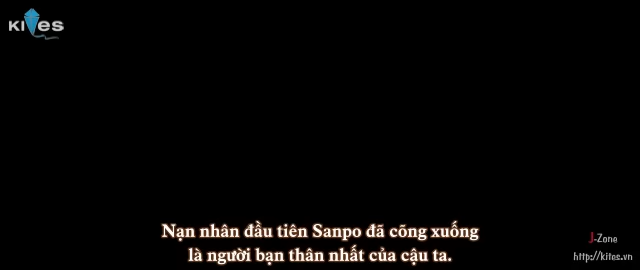 KITES
Nạn nhân đầu tiên Sanpo đã cõng xuống
là người bạn thân nhất của cậu ta.
J-Zone
http://kites.vn